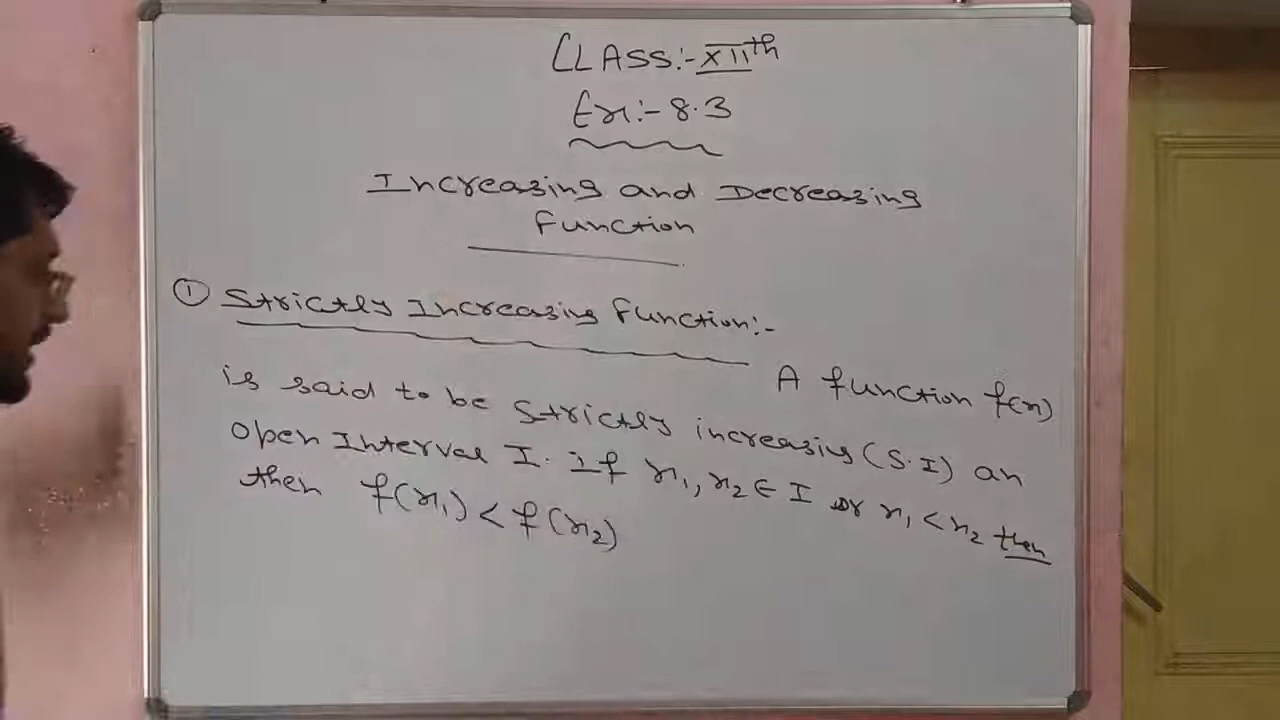 CLASS:- XIIth
Ex:- 8.3
Increasing and Decreasing
Function
① Strictly Increasing Function:-
A function f(x)
is said to be Strictly increasing (S.I) an
open Interval I. if x₁, x₂ ∈ I or x₁ < x₂ then
then f(x₁) < f(x₂)